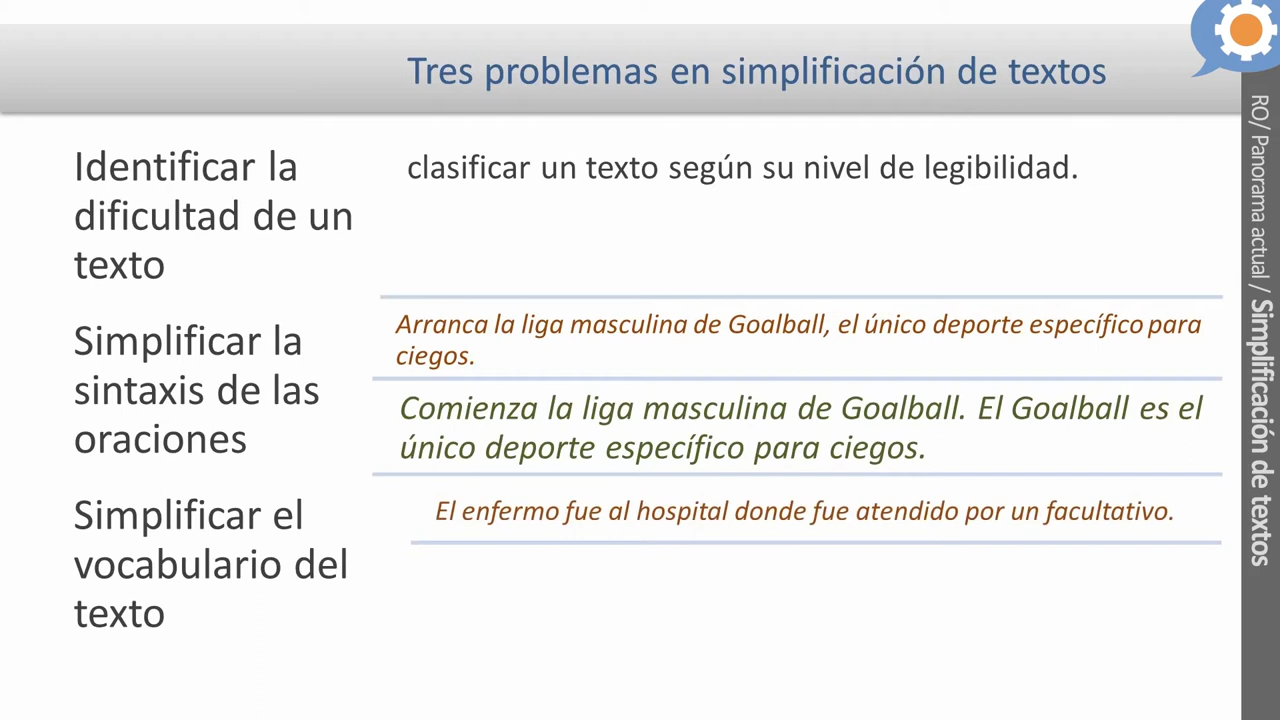 Tres problemas en simplificación de textos
Identificar la
dificultad de un
texto
clasificar un texto según su nivel de legibilidad.
Simplificar la
sintaxis de las
oraciones
Arranca la liga masculina de Goalball, el único deporte específico para
ciegos.
Comienza la liga masculina de Goalball. El Goalball es el
único deporte específico para ciegos.
Simplificar el
vocabulario del
texto
El enfermo fue al hospital donde fue atendido por un facultativo.
RO/ Panorama actual / Simplificación de textos